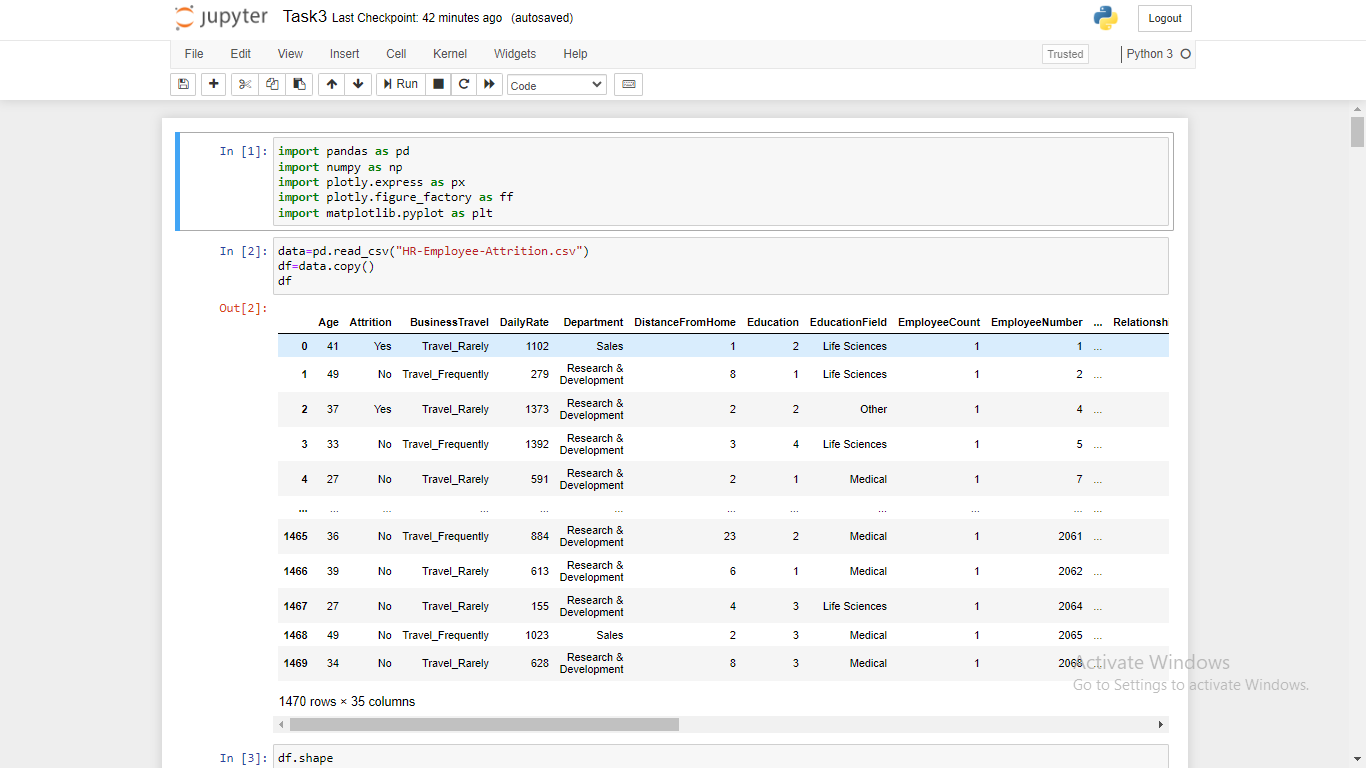 jupyter Task3 Last Checkpoint: 42 minutes ago (autosaved) Logout
File Edit View Insert Cell Kernel Widgets Help Trusted Python 3
Run Code
In [1]: import pandas as pd
import numpy as np
import plotly.express as px
import plotly.figure_factory as ff
import matplotlib.pyplot as plt
In [2]: data=pd.read_csv("HR-Employee-Attrition.csv")
df=data.copy()
df
Out[2]:
Age Attrition BusinessTravel DailyRate Department DistanceFromHome Education EducationField EmployeeCount EmployeeNumber ... Relationsh
0 41 Yes Travel_Rarely 1102 Sales 1 2 Life Sciences 1 1 ...
1 49 No Travel_Frequently 279 Research & Development 8 1 Life Sciences 1 2 ...
2 37 Yes Travel_Rarely 1373 Research & Development 2 2 Other 1 4 ...
3 33 No Travel_Frequently 1392 Research & Development 3 4 Life Sciences 1 5 ...
4 27 No Travel_Rarely 591 Research & Development 2 1 Medical 1 7 ...
... ... ... ... ... ... ... ... ... ... ... ...
1465 36 No Travel_Frequently 884 Research & Development 23 2 Medical 1 2061 ...
1466 39 No Travel_Rarely 613 Research & Development 6 1 Medical 1 2062 ...
1467 27 No Travel_Rarely 155 Research & Development 4 3 Life Sciences 1 2064 ...
1468 49 No Travel_Frequently 1023 Sales 2 3 Medical 1 2065 ...
1469 34 No Travel_Rarely 628 Research & Development 8 3 Medical 1 2068 ...
Activate Windows
Go to Settings to activate Windows.
1470 rows × 35 columns
In [3]: df.shape